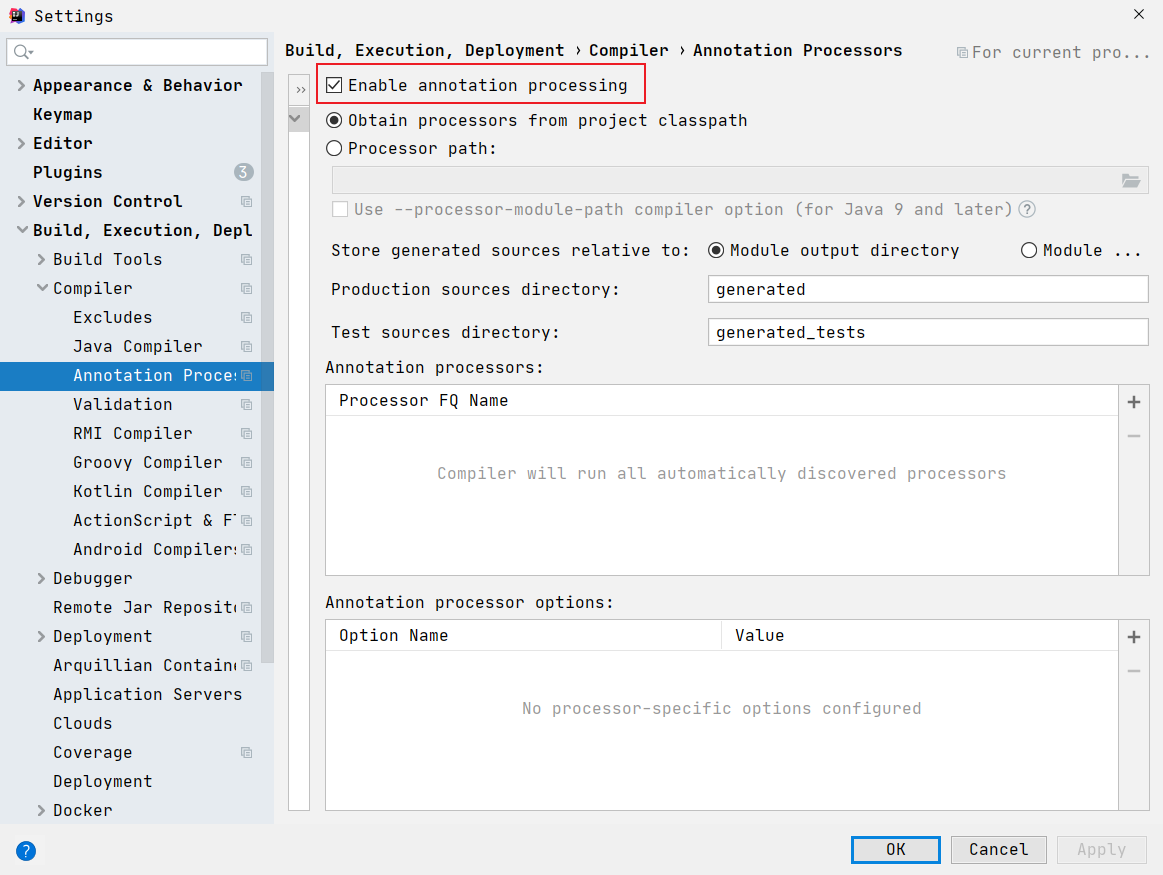 Settings
Appearance & Behavior
Keymap
Editor
Plugins 3
Version Control
Build, Execution, Depl
Build Tools
Compiler
Excludes
Java Compiler
Annotation Proces
Validation
RMI Compiler
Groovy Compiler
Kotlin Compiler
ActionScript & Fl
Android Compilers
Debugger
Remote Jar Reposito
Deployment
Arquillian Contain
Application Servers
Clouds
Coverage
Deployment
Docker
Build, Execution, Deployment › Compiler › Annotation Processors
For current pro...
Enable annotation processing
Obtain processors from project classpath
Processor path:
Use --processor-module-path compiler option (for Java 9 and later) ?
Store generated sources relative to: Module output directory Module ...
Production sources directory: generated
Test sources directory: generated_tests
Annotation processors:
Processor FQ Name
Compiler will run all automatically discovered processors
Annotation processor options:
Option Name Value
No processor-specific options configured
? OK Cancel Apply